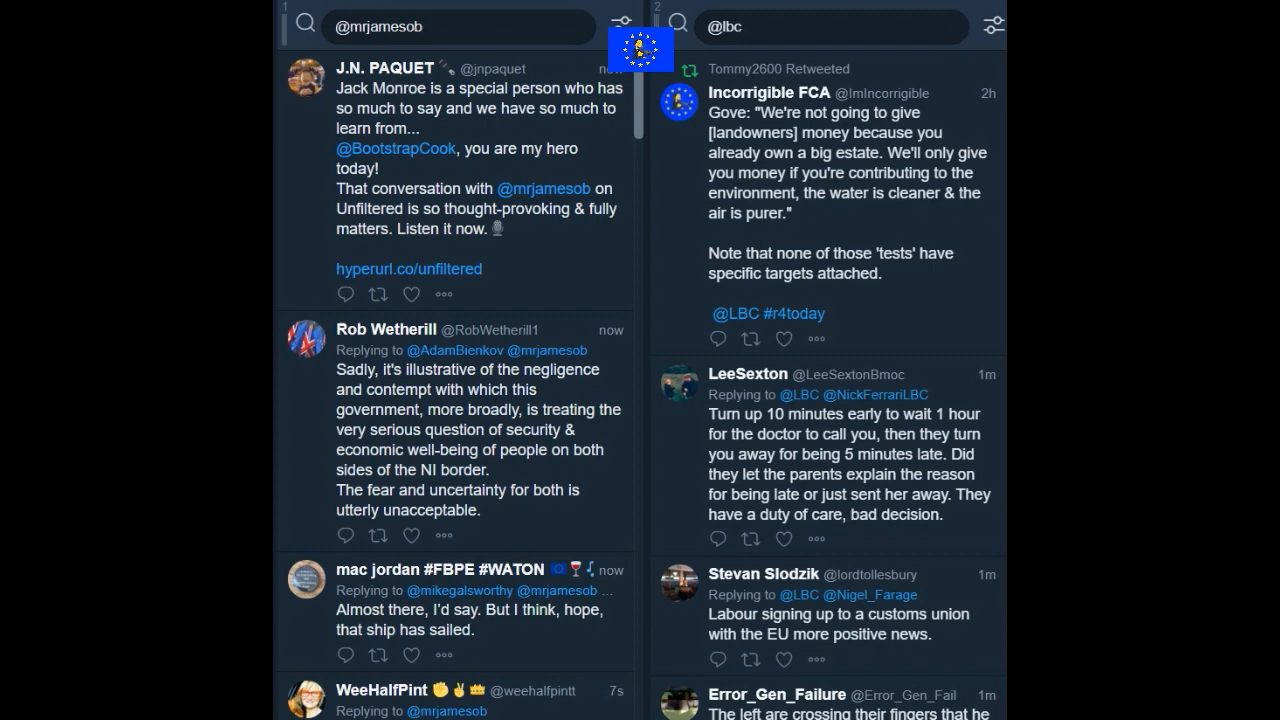 1
@mrjamesob
J.N. PAQUET @jnpaquet now
Jack Monroe is a special person who has
so much to say and we have so much to
learn from...
@BootstrapCook, you are my hero
today!
That conversation with @mrjamesob on
Unfiltered is so thought-provoking & fully
matters. Listen it now. 🎙
hyperurl.co/unfiltered
Rob Wetherill @RobWetherill1 now
Replying to @AdamBienkov @mrjamesob
Sadly, it's illustrative of the negligence
and contempt with which this
government, more broadly, is treating the
very serious question of security &
economic well-being of people on both
sides of the NI border.
The fear and uncertainty for both is
utterly unacceptable.
mac jordan #FBPE #WATON 🇪🇺🍷🎵 now
Replying to @mikegalsworthy @mrjamesob ...
Almost there, I'd say. But I think, hope,
that ship has sailed.
WeeHalfPint ✊✌👑 @weehalfpintt 7s
Replying to @mrjamesob
2
@lbc
Tommy2600 Retweeted
Incorrigible FCA @ImIncorrigible 2h
Gove: "We're not going to give
[landowners] money because you
already own a big estate. We'll only give
you money if you're contributing to the
environment, the water is cleaner & the
air is purer."
Note that none of those 'tests' have
specific targets attached.
@LBC #r4today
LeeSexton @LeeSextonBmoc 1m
Replying to @LBC @NickFerrariLBC
Turn up 10 minutes early to wait 1 hour
for the doctor to call you, then they turn
you away for being 5 minutes late. Did
they let the parents explain the reason
for being late or just sent her away. They
have a duty of care, bad decision.
Stevan Slodzik @lordtollesbury 1m
Replying to @LBC @Nigel_Farage
Labour signing up to a customs union
with the EU more positive news.
Error_Gen_Failure @Error_Gen_Fail 1m
The left are crossing their fingers that he